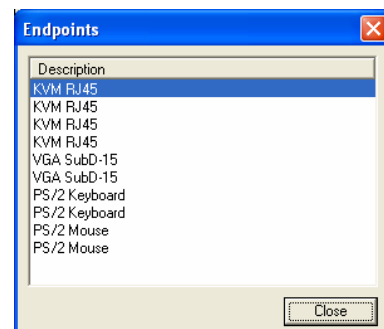 Endpoints
Description
KVM RJ45
KVM RJ45
KVM RJ45
KVM RJ45
VGA SubD-15
VGA SubD-15
PS/2 Keyboard
PS/2 Keyboard
PS/2 Mouse
PS/2 Mouse
Close